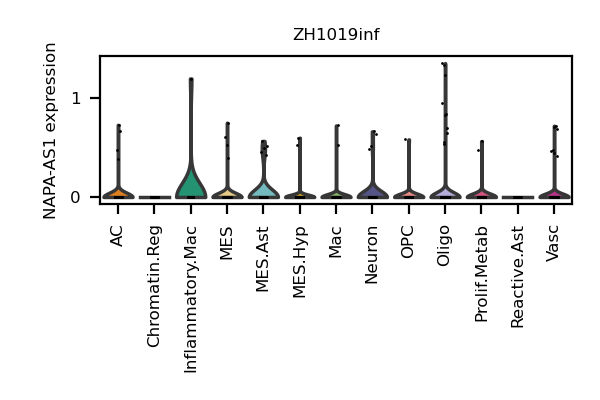 ZH1019inf
NAPA-AS1 expression
1
0
AC
Chromatin.Reg
Inflammatory.Mac
MES
MES.Ast
MES.Hyp
Mac
Neuron
OPC
Oligo
Prolif.Metab
Reactive.Ast
Vasc